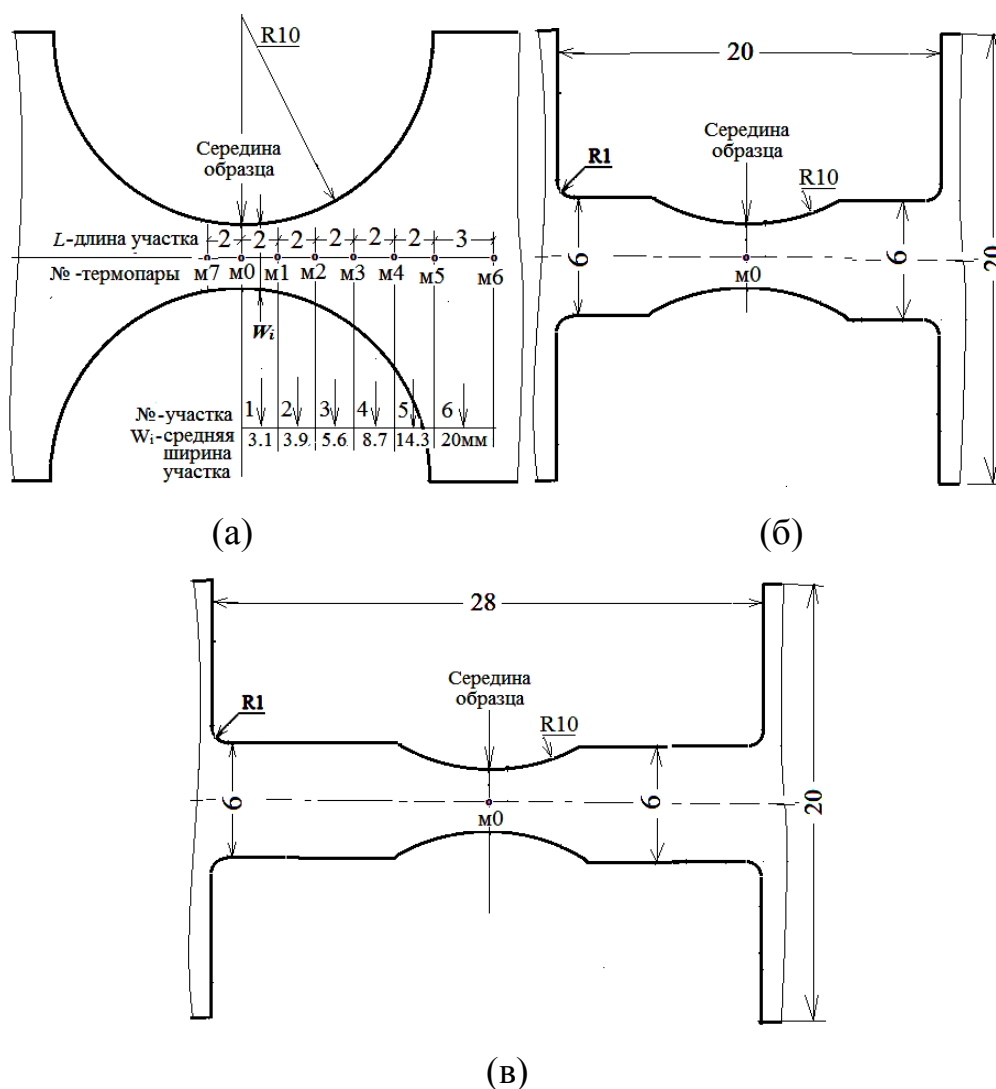 R10
Середина
образца
L-длина участка 2 2 2 2 2 2 3
№ -термопары м7 м0 м1 м2 м3 м4 м5 м6
Wi
№-участка 1 2 3 4 5 6
Wi-средняя 3.1 3.9 5.6 8.7 14.3 20мм
ширина
участка
(а)
20
R1
Середина
образца
R10
6
м0
6
20
(б)
28
R1
Середина
образца
R10
6
м0
6
20
(в)